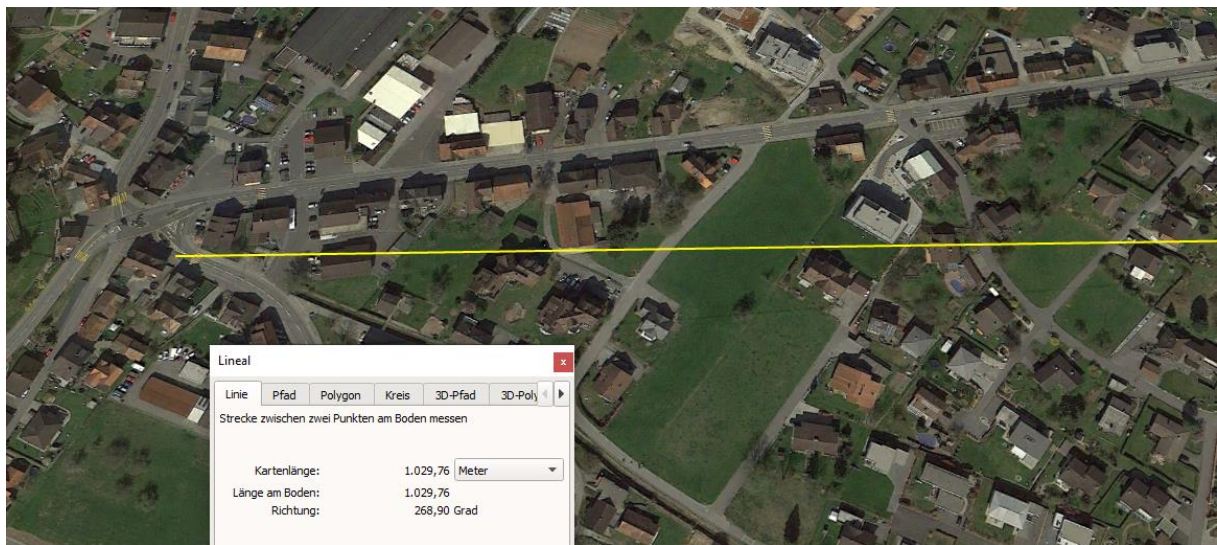 Lineal x
Linie Pfad Polygon Kreis 3D-Pfad 3D-Poly
Strecke zwischen zwei Punkten am Boden messen
Kartenlänge: 1.029,76 Meter
Länge am Boden: 1.029,76
Richtung: 268,90 Grad